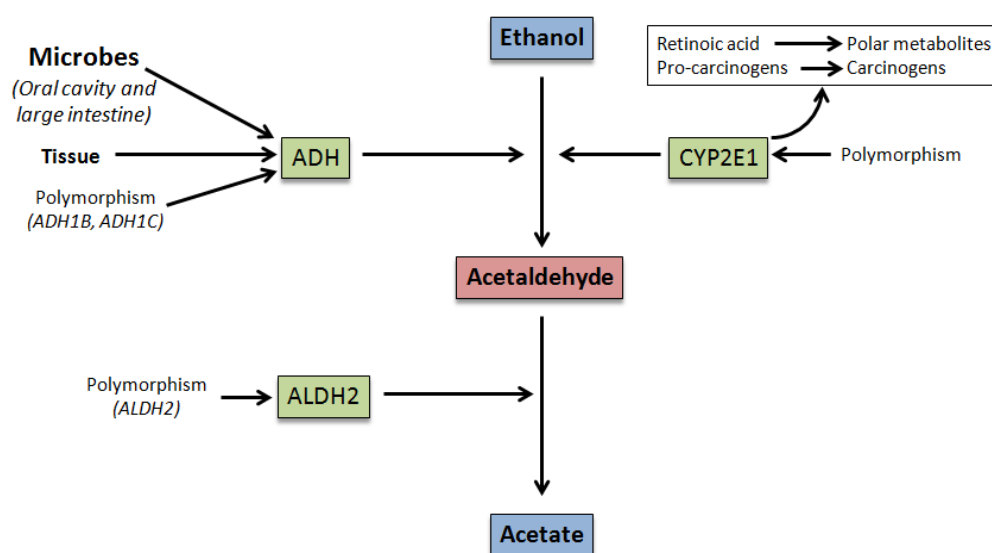 Ethanol
Microbes
(Oral cavity and
large intestine)
Retinoic acid Polar metabolites
Pro-carcinogens Carcinogens
Tissue
ADH
CYP2E1
Polymorphism
Polymorphism
(ADH1B, ADH1C)
Acetaldehyde
Polymorphism
(ALDH2)
ALDH2
Acetate